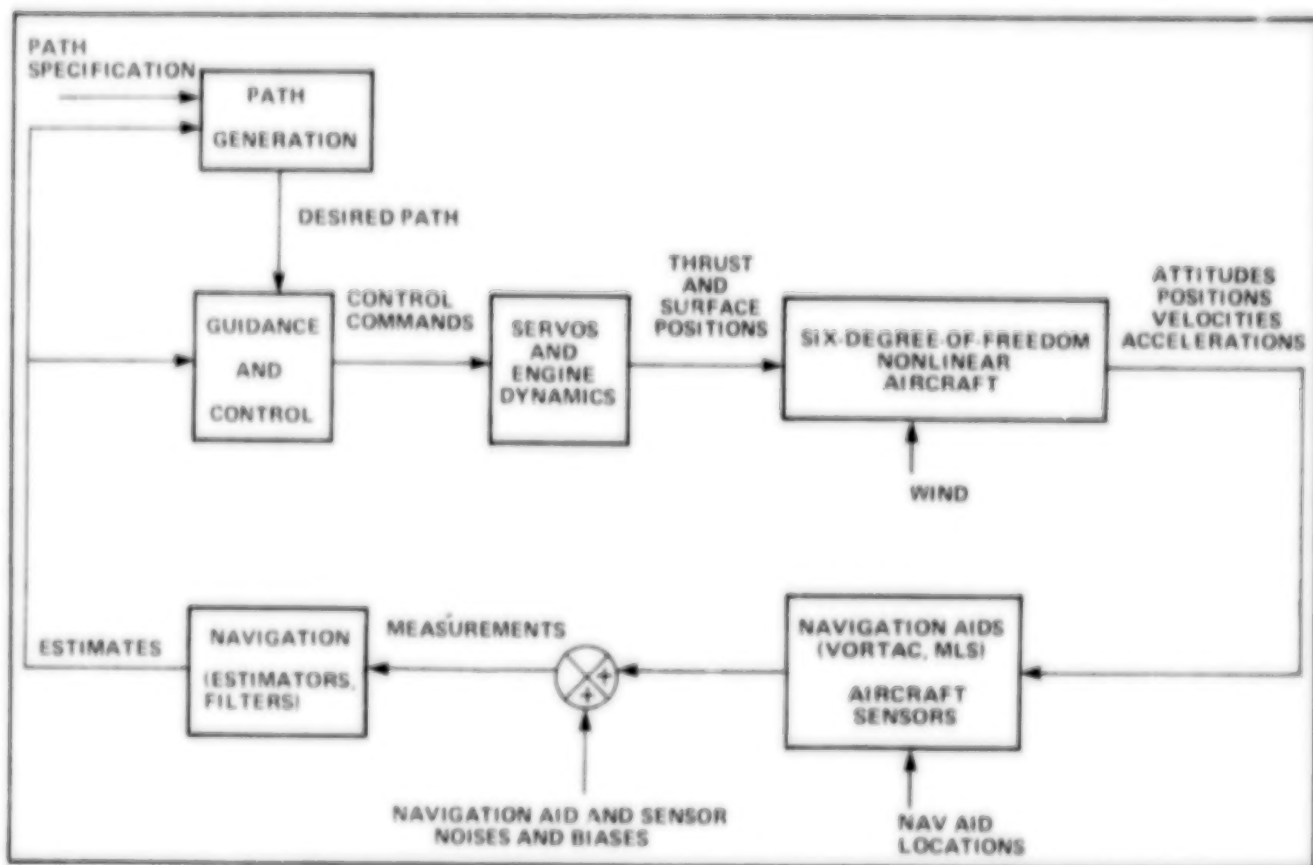 PATH
SPECIFICATION
PATH
GENERATION
DESIRED PATH
GUIDANCE
AND
CONTROL
CONTROL
COMMANDS
SERVOS
AND
ENGINE
DYNAMICS
THRUST
AND
SURFACE
POSITIONS
SIX-DEGREE-OF-FREEDOM
NONLINEAR
AIRCRAFT
ATTITUDES
POSITIONS
VELOCITIES
ACCELERATIONS
WIND
ESTIMATES
NAVIGATION
(ESTIMATORS,
FILTERS)
MEASUREMENTS
+
+
NAVIGATION AIDS
(VORTAC, MLS)
AIRCRAFT
SENSORS
NAVIGATION AID AND SENSOR
NOISES AND BIASES
NAV AID
LOCATIONS